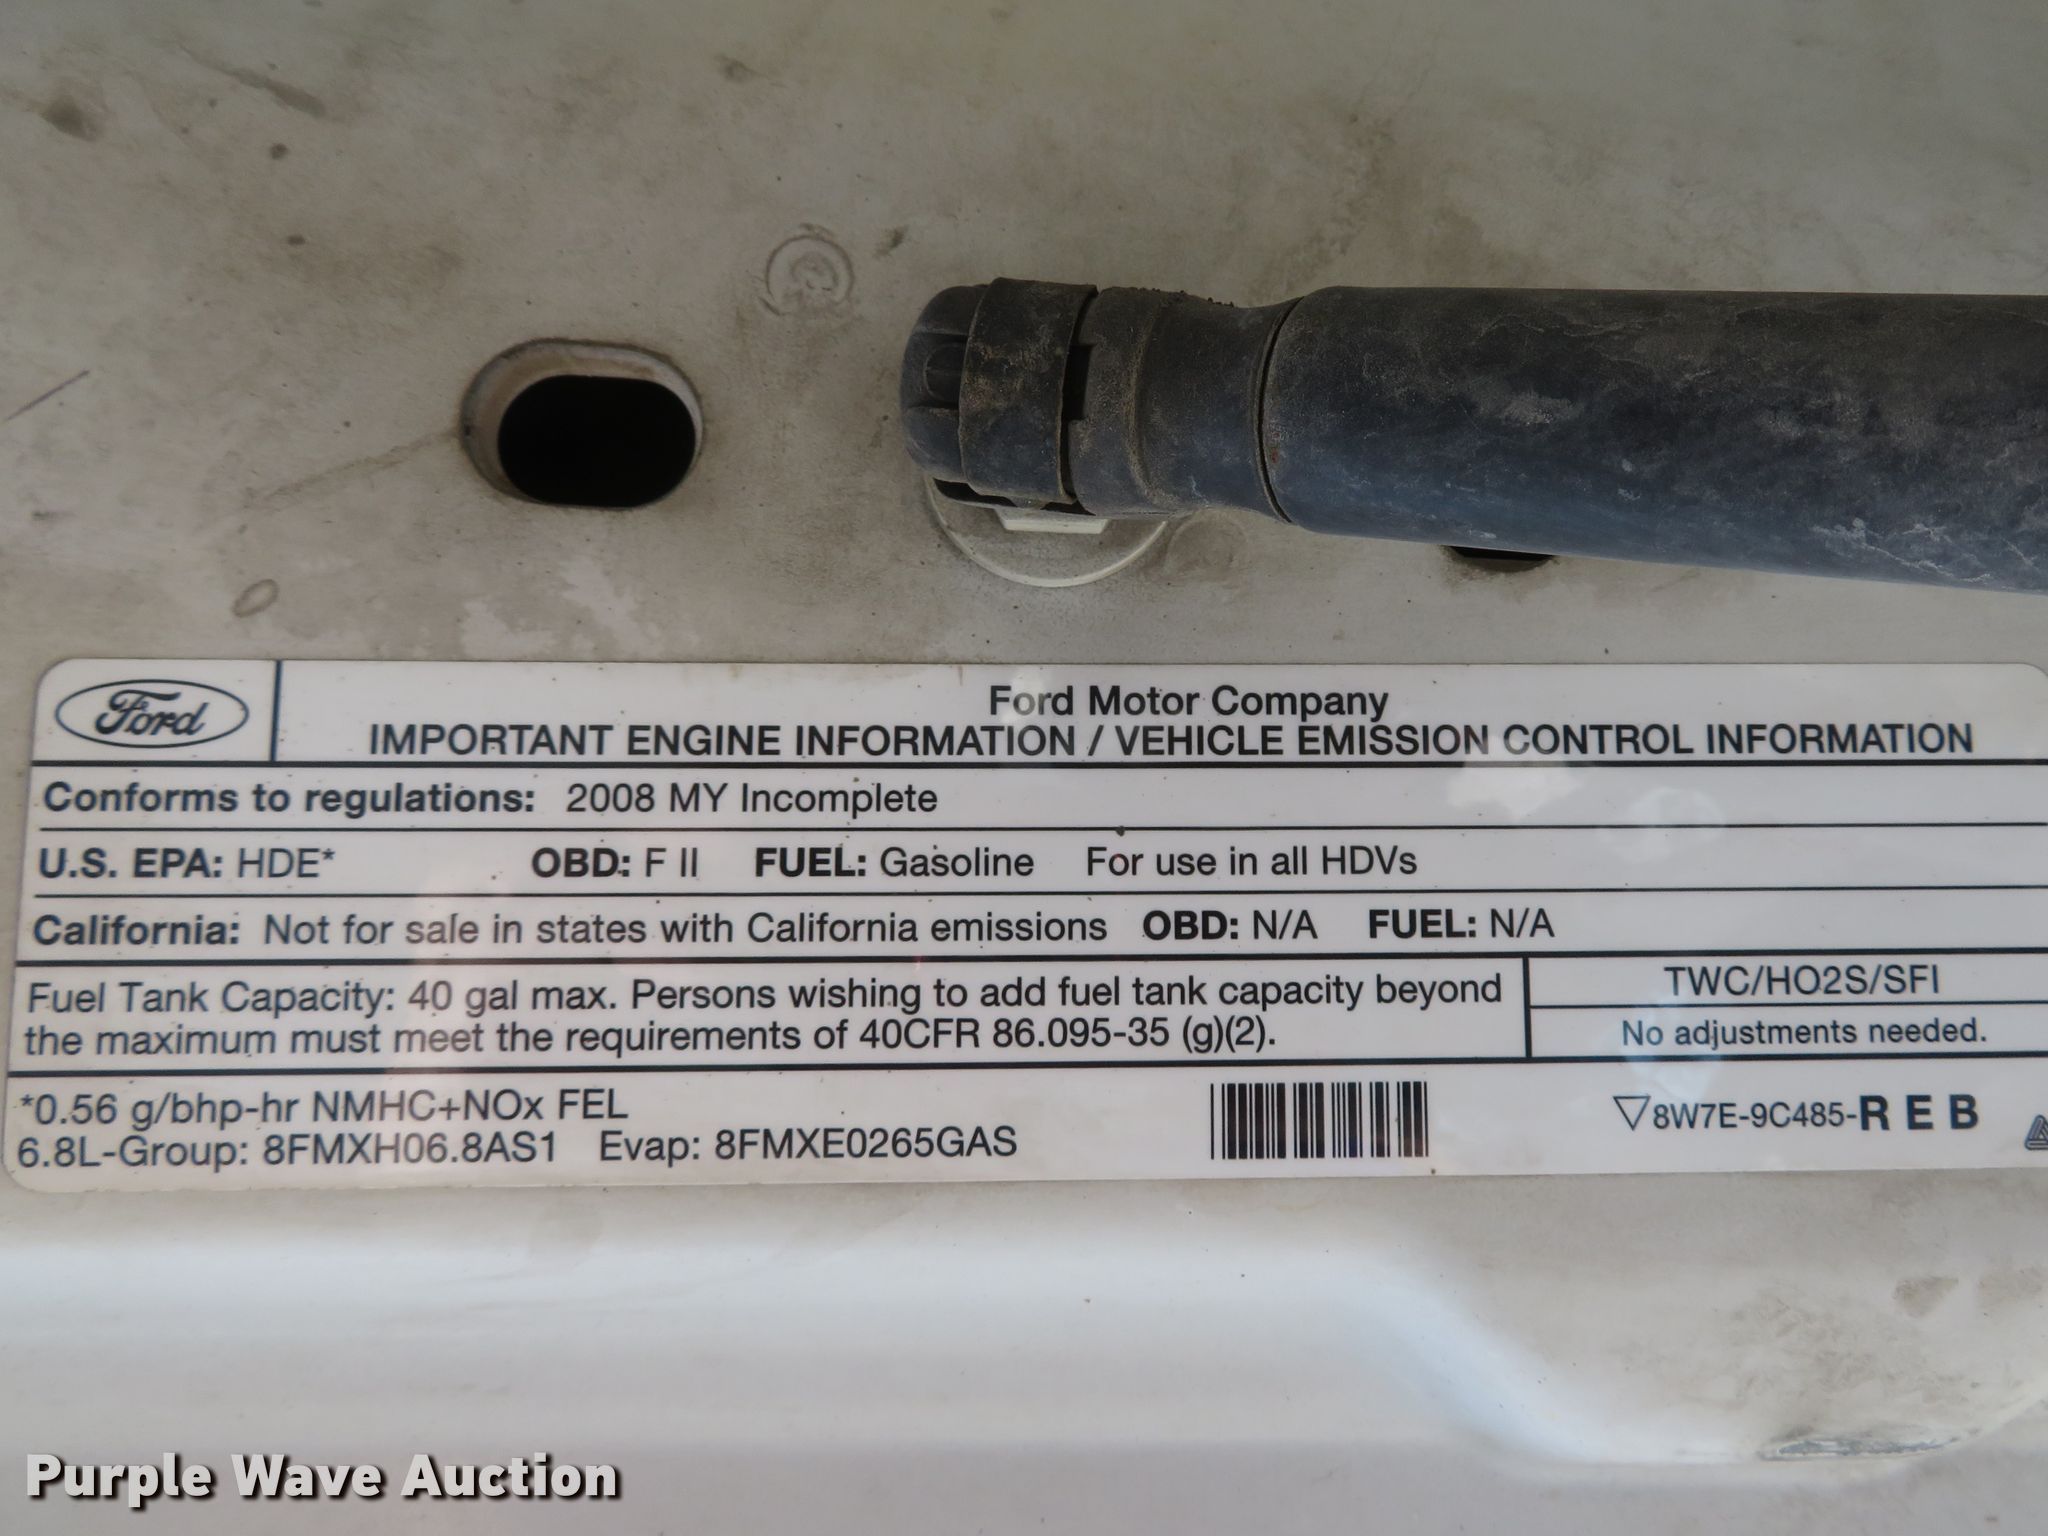 Ford
Ford Motor Company
IMPORTANT ENGINE INFORMATION / VEHICLE EMISSION CONTROL INFORMATION
Conforms to regulations: 2008 MY Incomplete
U.S. EPA: HDE* OBD: F II FUEL: Gasoline For use in all HDVs
California: Not for sale in states with California emissions OBD: N/A FUEL: N/A
Fuel Tank Capacity: 40 gal max. Persons wishing to add fuel tank capacity beyond
the maximum must meet the requirements of 40CFR 86.095-35 (g)(2).
TWC/HO2S/SFI
No adjustments needed.
*0.56 g/bhp-hr NMHC+NOx FEL
6.8L-Group: 8FMXH06.8AS1 Evap: 8FMXE0265GAS
▽8W7E-9C485-R E B
Purple Wave Auction